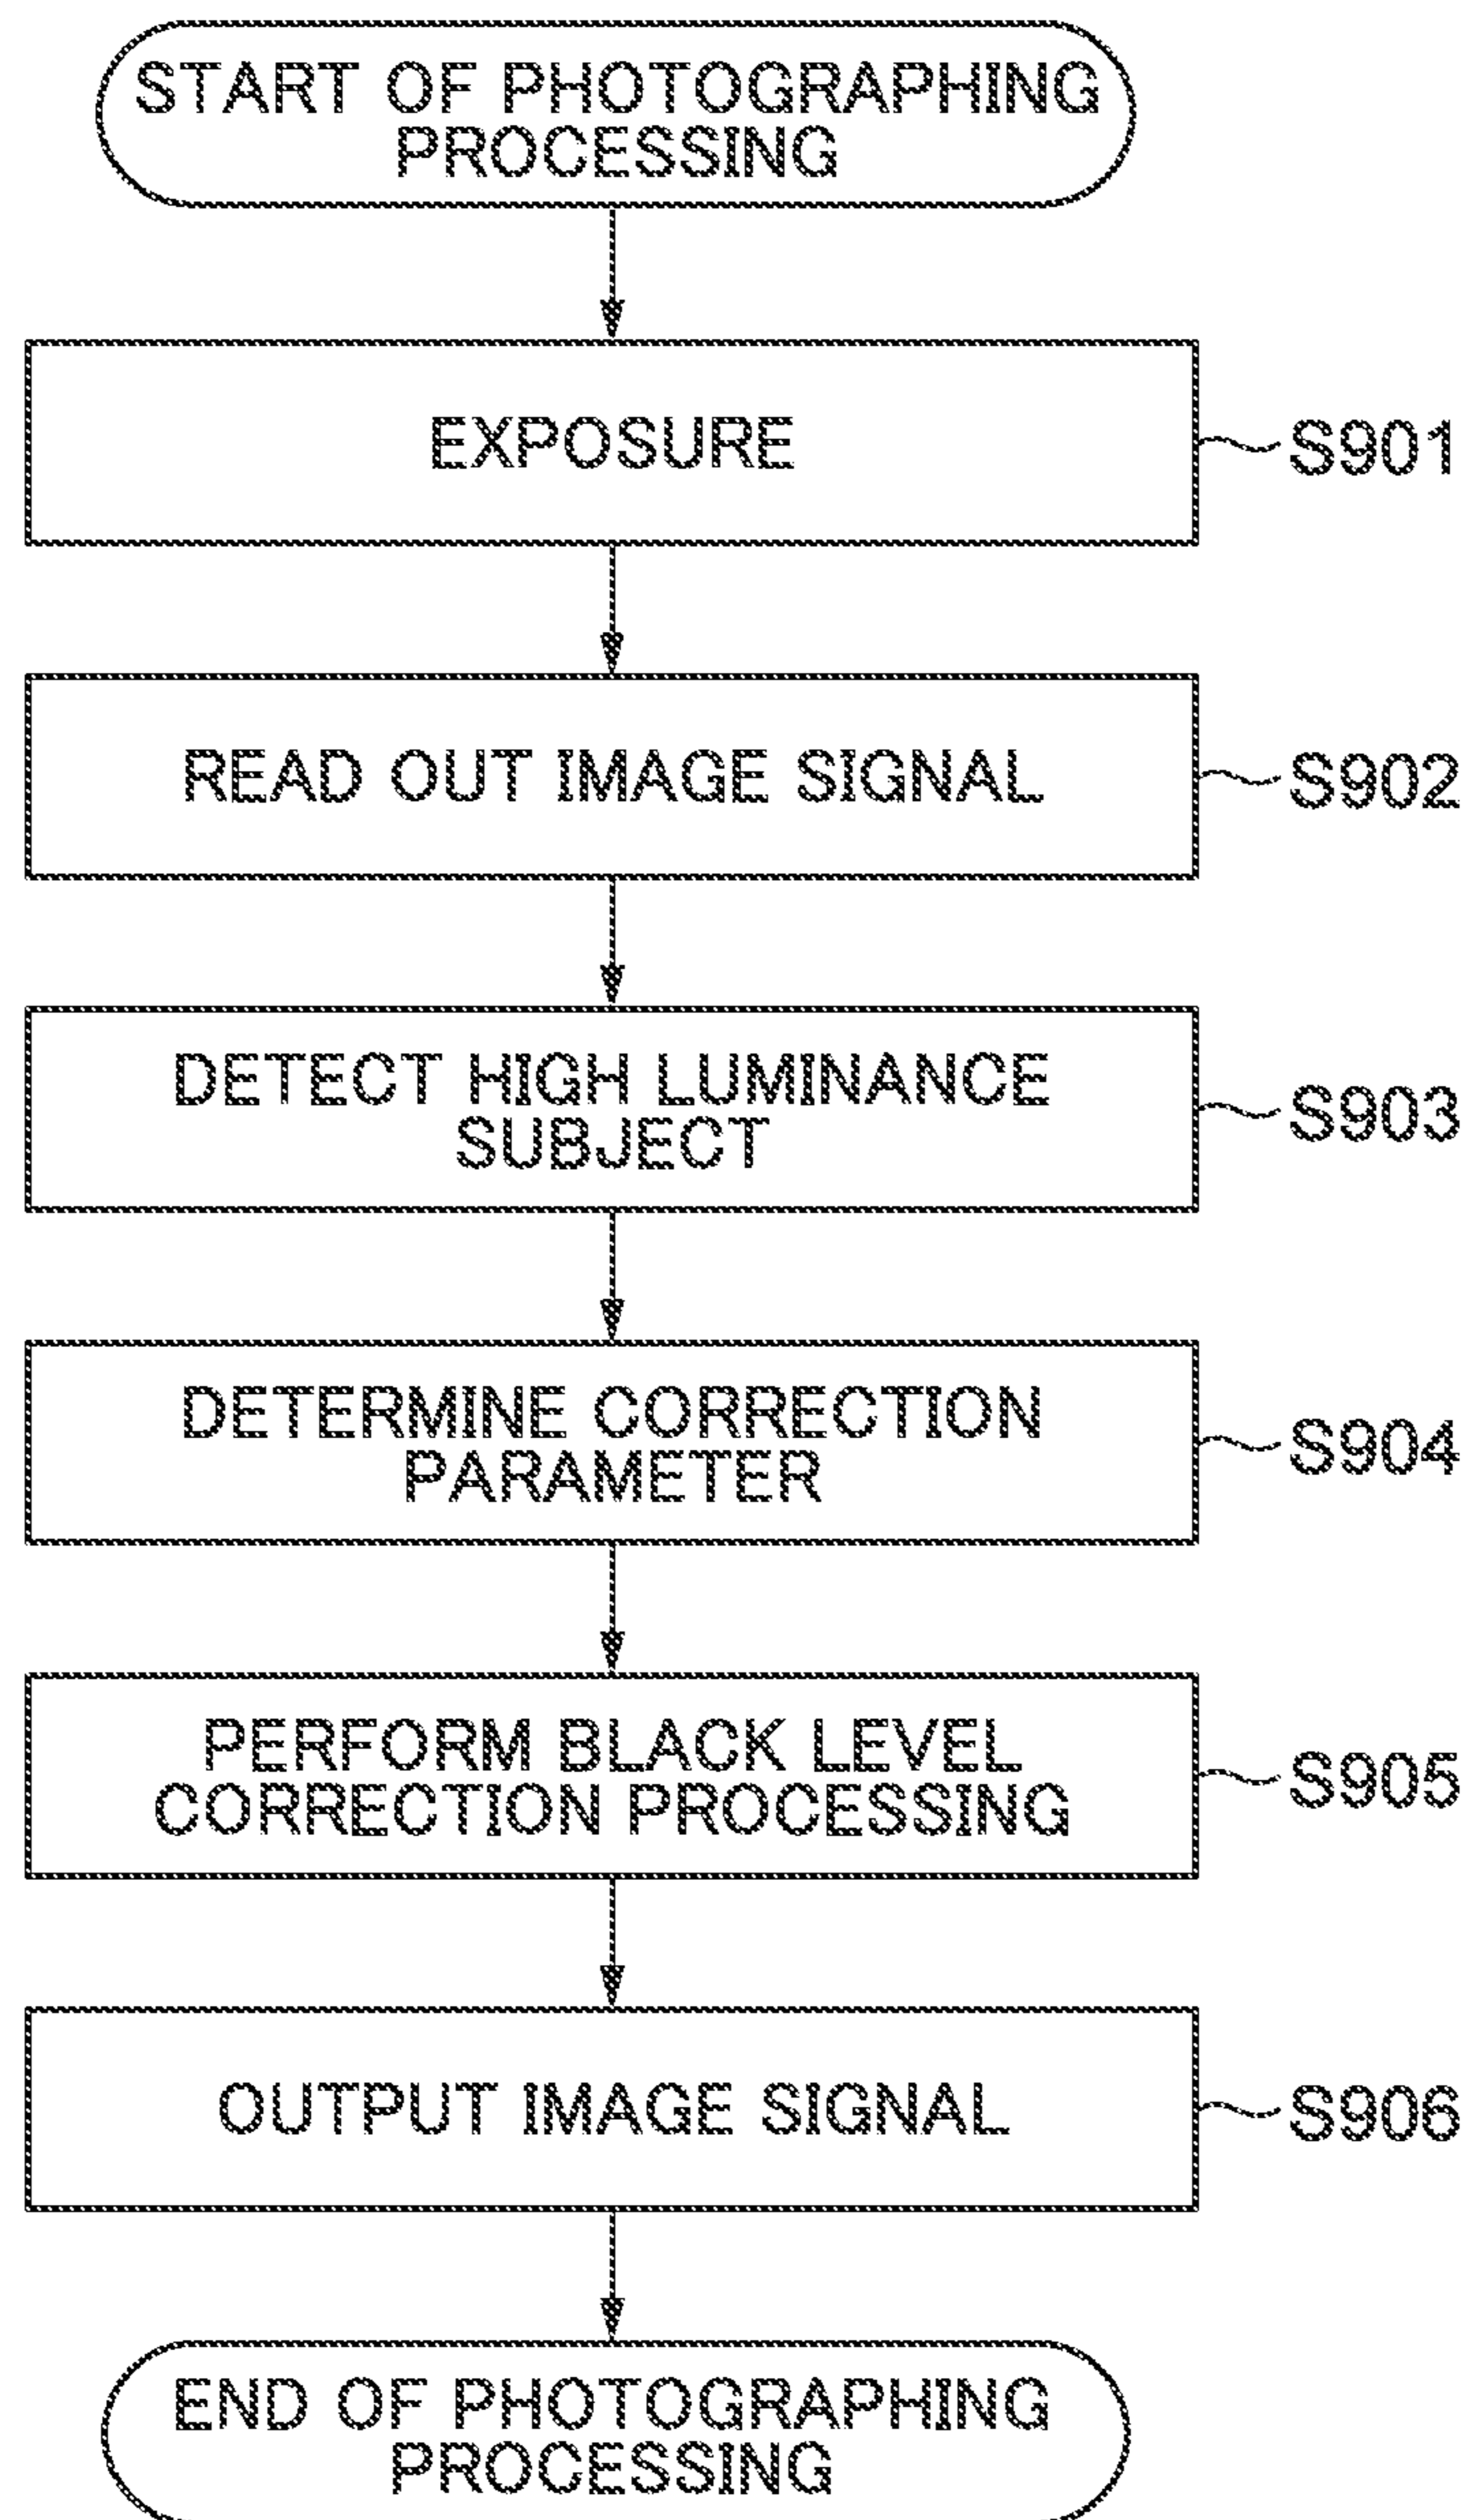 START OF PHOTOGRAPHING
PROCESSING
EXPOSURE
S901
READ OUT IMAGE SIGNAL
S902
DETECT HIGH LUMINANCE
SUBJECT
S903
DETERMINE CORRECTION
PARAMETER
S904
PERFORM BLACK LEVEL
CORRECTION PROCESSING
S905
OUTPUT IMAGE SIGNAL
S906
END OF PHOTOGRAPHING
PROCESSING